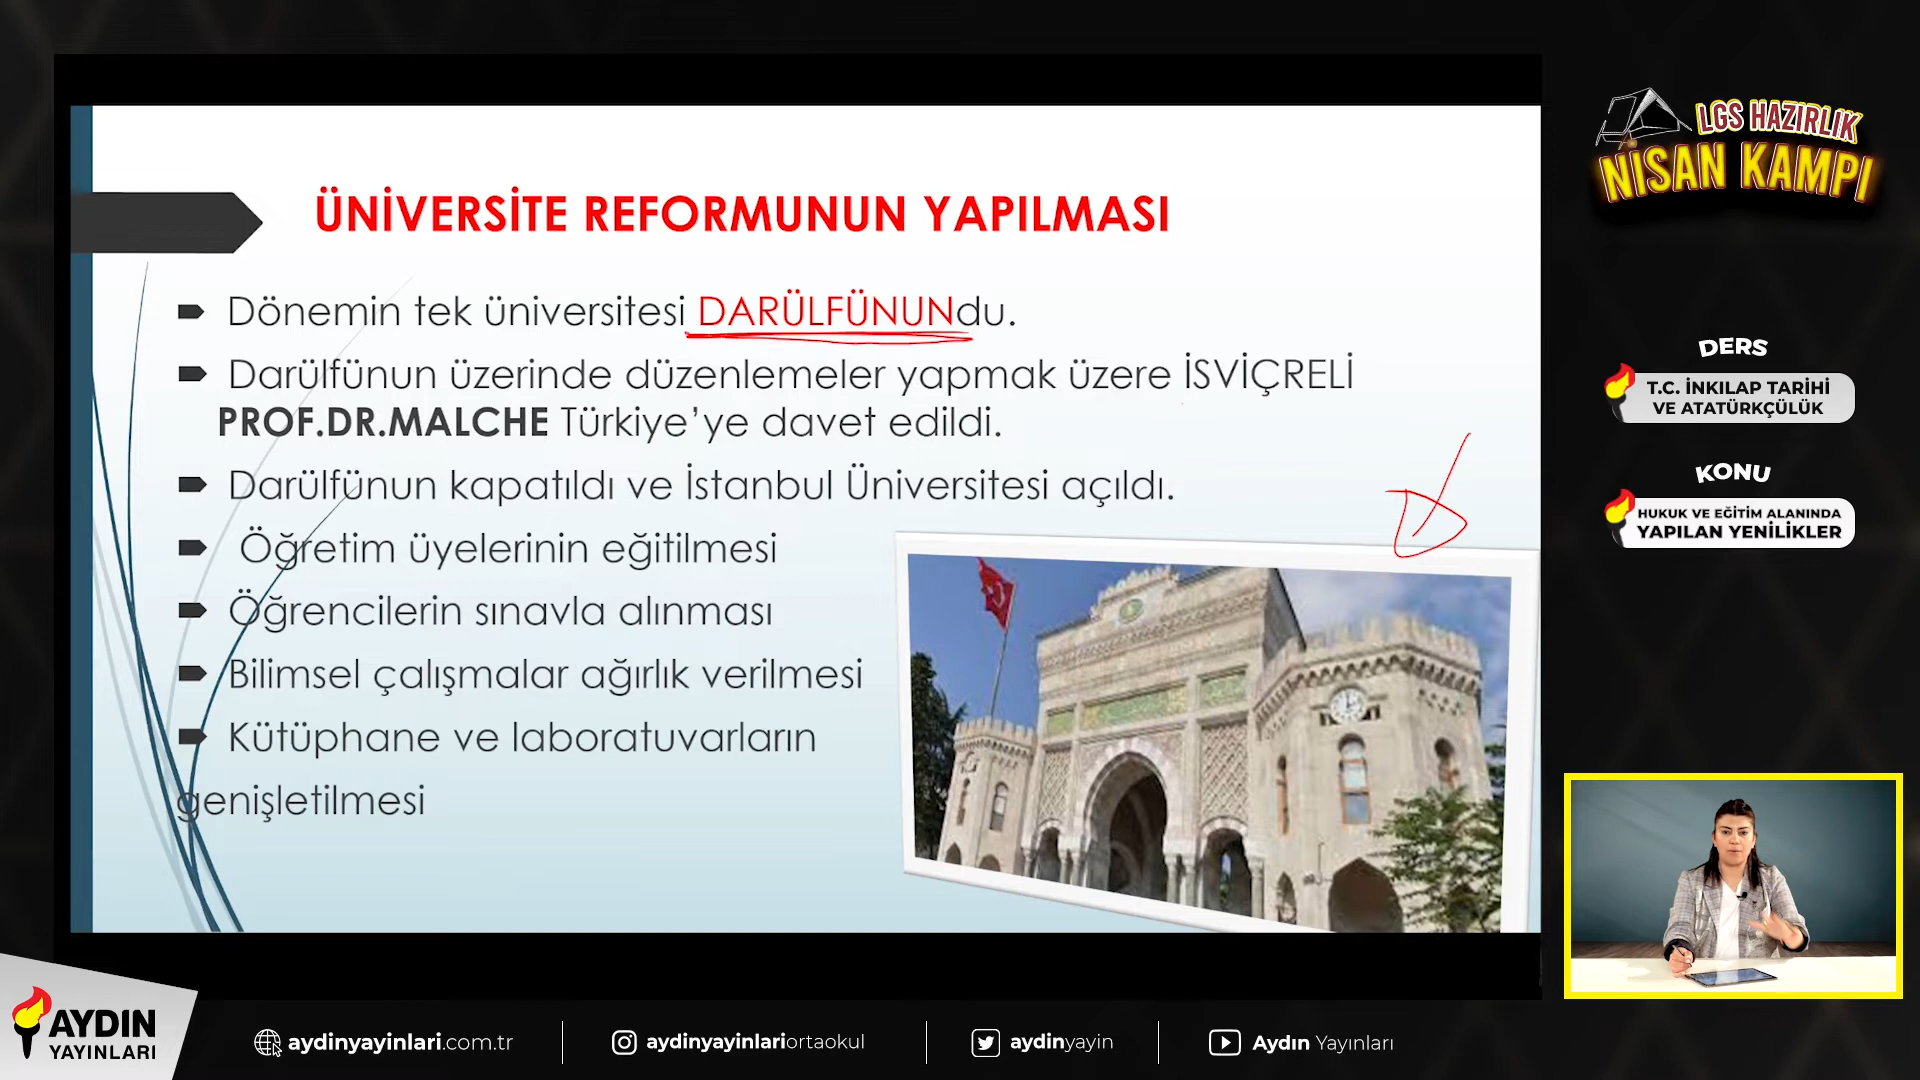 LGS HAZIRLIK
NİSAN KAMPI
ÜNİVERSİTE REFORMUNUN YAPILMASI
Dönemin tek üniversitesi DARÜLFÜNUNdu.
Darülfünun üzerinde düzenlemeler yapmak üzere İSVİÇRELİ
PROF.DR.MALCHE Türkiye’ye davet edildi.
Darülfünun kapatıldı ve İstanbul Üniversitesi açıldı.
Öğretim üyelerinin eğitilmesi
Öğrencilerin sınavla alınması
Bilimsel çalışmalar ağırlık verilmesi
Kütüphane ve laboratuvarların
genişletilmesi
DERS
T.C. İNKILAP TARİHİ
VE ATATÜRKÇÜLÜK
KONU
HUKUK VE EĞİTİM ALANINDA
YAPILAN YENİLİKLER
AYDIN
YAYINLARI
aydinyayinlari.com.tr
aydinyayinlariortaokul
aydinyayin
Aydın Yayınları